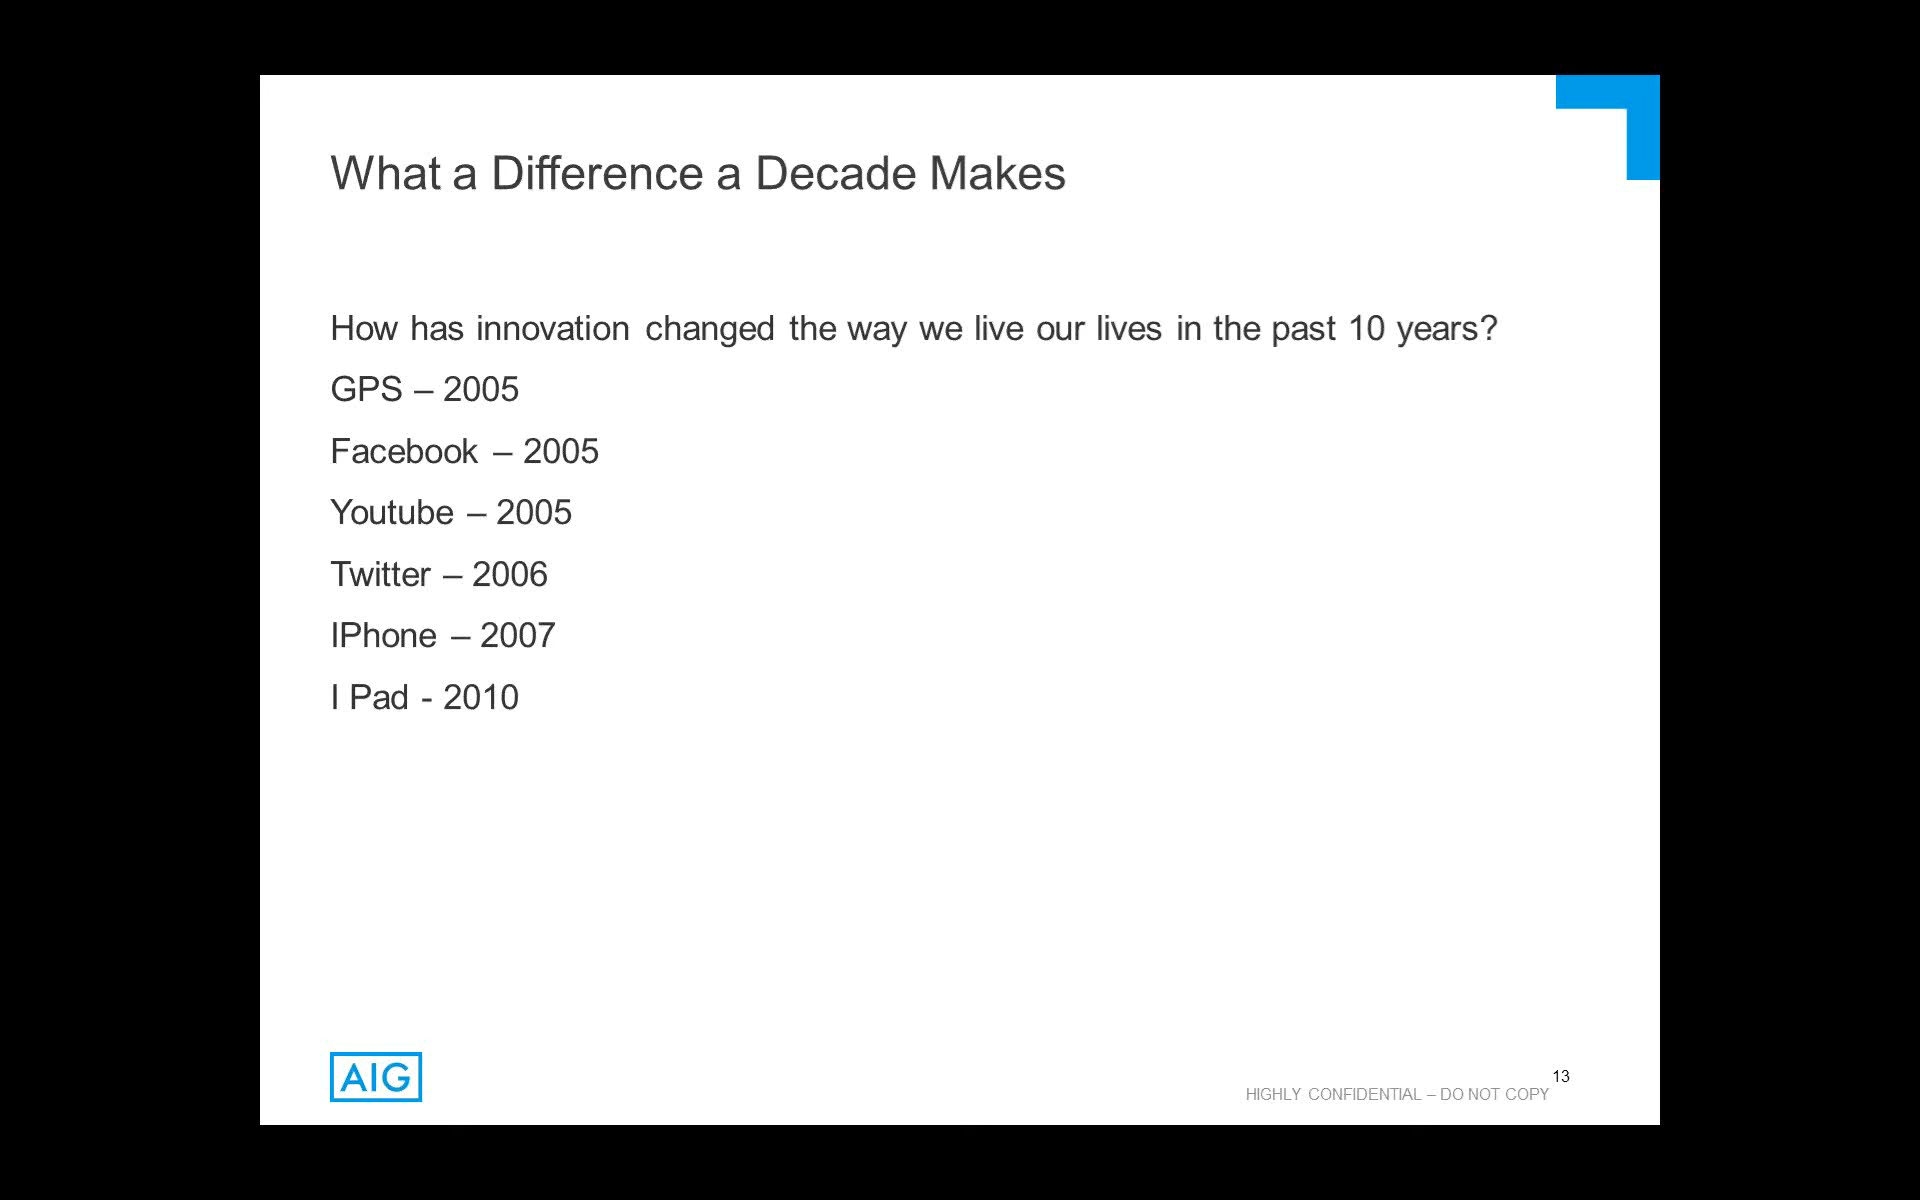 What a Difference a Decade Makes
How has innovation changed the way we live our lives in the past 10 years?
GPS – 2005
Facebook – 2005
Youtube – 2005
Twitter – 2006
IPhone – 2007
I Pad - 2010
AIG
13
HIGHLY CONFIDENTIAL – DO NOT COPY